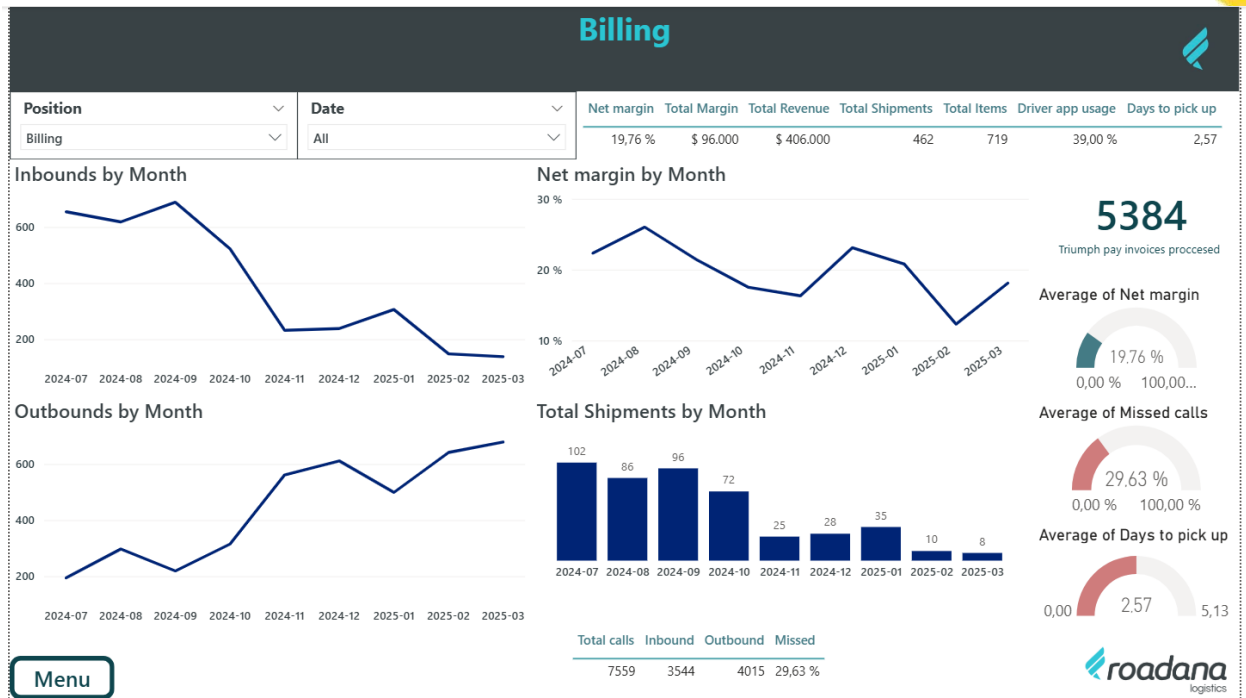 Billing
Position
Billing
Date
All
Net margin Total Margin Total Revenue Total Shipments Total Items Driver app usage Days to pick up
19,76 % $ 96.000 $ 406.000 462 719 39,00 % 2,57
Inbounds by Month
600
400
200
2024-07 2024-08 2024-09 2024-10 2024-11 2024-12 2025-01 2025-02 2025-03
Net margin by Month
30 %
20 %
10 %
2024-07 2024-08 2024-09 2024-10 2024-11 2024-12 2025-01 2025-02 2025-03
5384
Triumph pay invoices proccesed
Average of Net margin
19.76 %
0,00 % 100,00...
Outbounds by Month
600
400
200
2024-07 2024-08 2024-09 2024-10 2024-11 2024-12 2025-01 2025-02 2025-03
Total Shipments by Month
102 86 96 72 25 28 35 10 8
2024-07 2024-08 2024-09 2024-10 2024-11 2024-12 2025-01 2025-02 2025-03
Average of Missed calls
29.63 %
0,00 % 100,00 %
Average of Days to pick up
2.57
0,00 5,13
Total calls Inbound Outbound Missed
7559 3544 4015 29,63 %
Menu
roadana
logistics